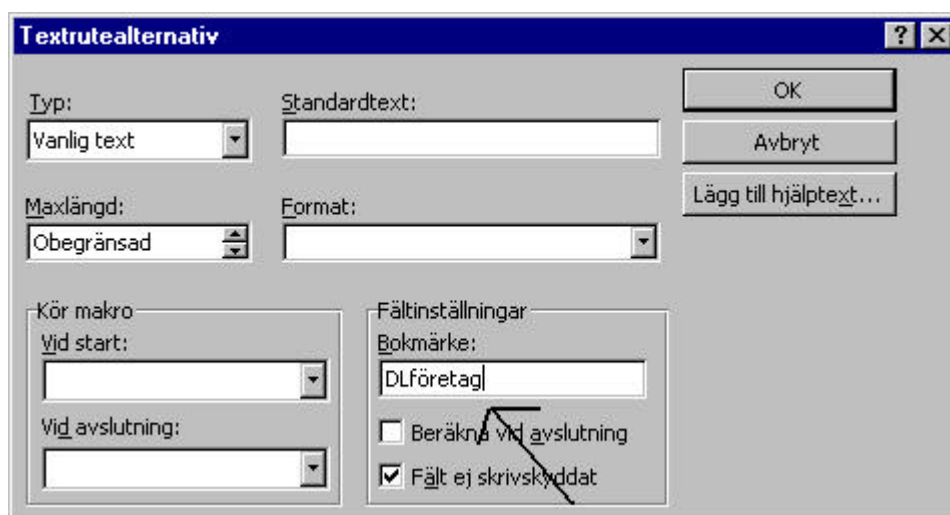 Textrutealternativ
Typ:
Vanlig text
Standardtext:
OK
Avbryt
Lägg till hjälptext...
Maxlängd:
Obegränsad
Format:
Kör makro
Vid start:
Vid avslutning:
Fältinställningar
Bokmärke:
DLföretag
Beräkna vid avslutning
Fält ej skrivskyddat